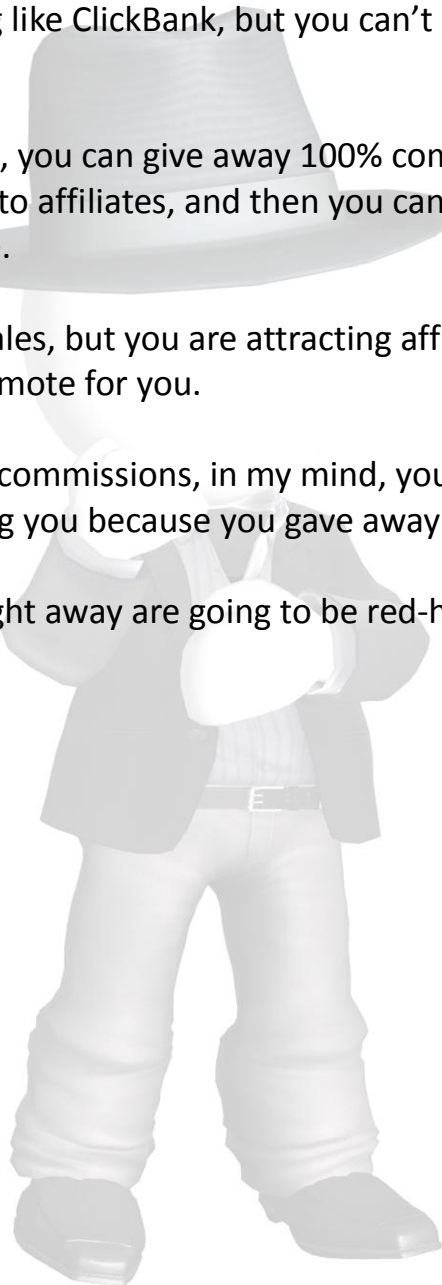 like ClickBank, but you can’t
, you can give away 100% com
to affiliates, and then you can
.
ales, but you are attracting aff
mote for you.
commissions, in my mind, you
g you because you gave away
ght away are going to be red-h